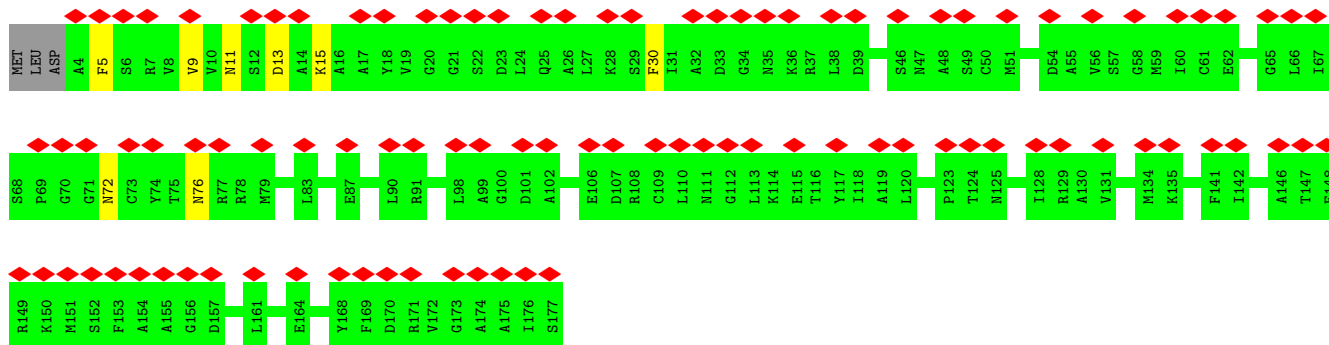 MET LEU ASP A4 F5 S6 R7 V8 V9 V10 N11 S12 D13 A14 K15 A16 A17 Y18 V19 G20 G21 S22 D23 L24 Q25 A26 L27 K28 S29 F30 I31 A32 D33 G34 N35 K36 R37 L38 D39 S46 N47 A48 S49 C50 M51 D54 A55 V56 S57 G58 M59 I60 C61 E62 G65 L66 I67
S68 P69 G70 G71 N72 C73 Y74 T75 N76 R77 R78 M79 L83 E87 L90 R91 L98 A99 G100 D101 A102 E106 D107 R108 C109 L110 N111 G112 L113 K114 E115 T116 Y117 I118 A119 L120 P123 T124 N125 I128 R129 A130 V131 M134 K135 F141 I142 A146 T147 E148
R149 K150 M151 S152 F153 A154 A155 G156 D157 L161 E164 Y168 F169 D170 R171 V172 G173 A174 A175 I176 S177